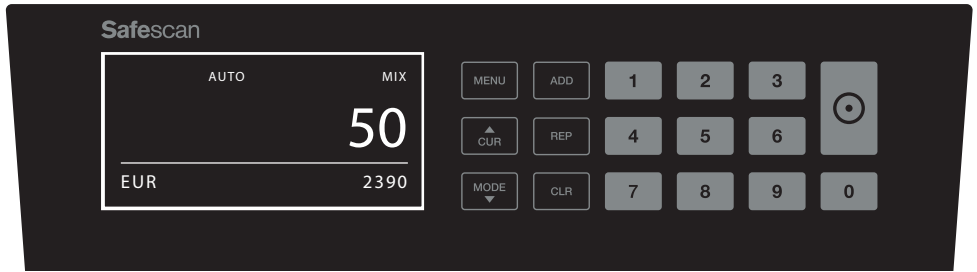 Safescan
AUTO MIX
50
EUR 2390
MENU ADD 1 2 3
CUR REP 4 5 6
MODE CLR 7 8 9 0